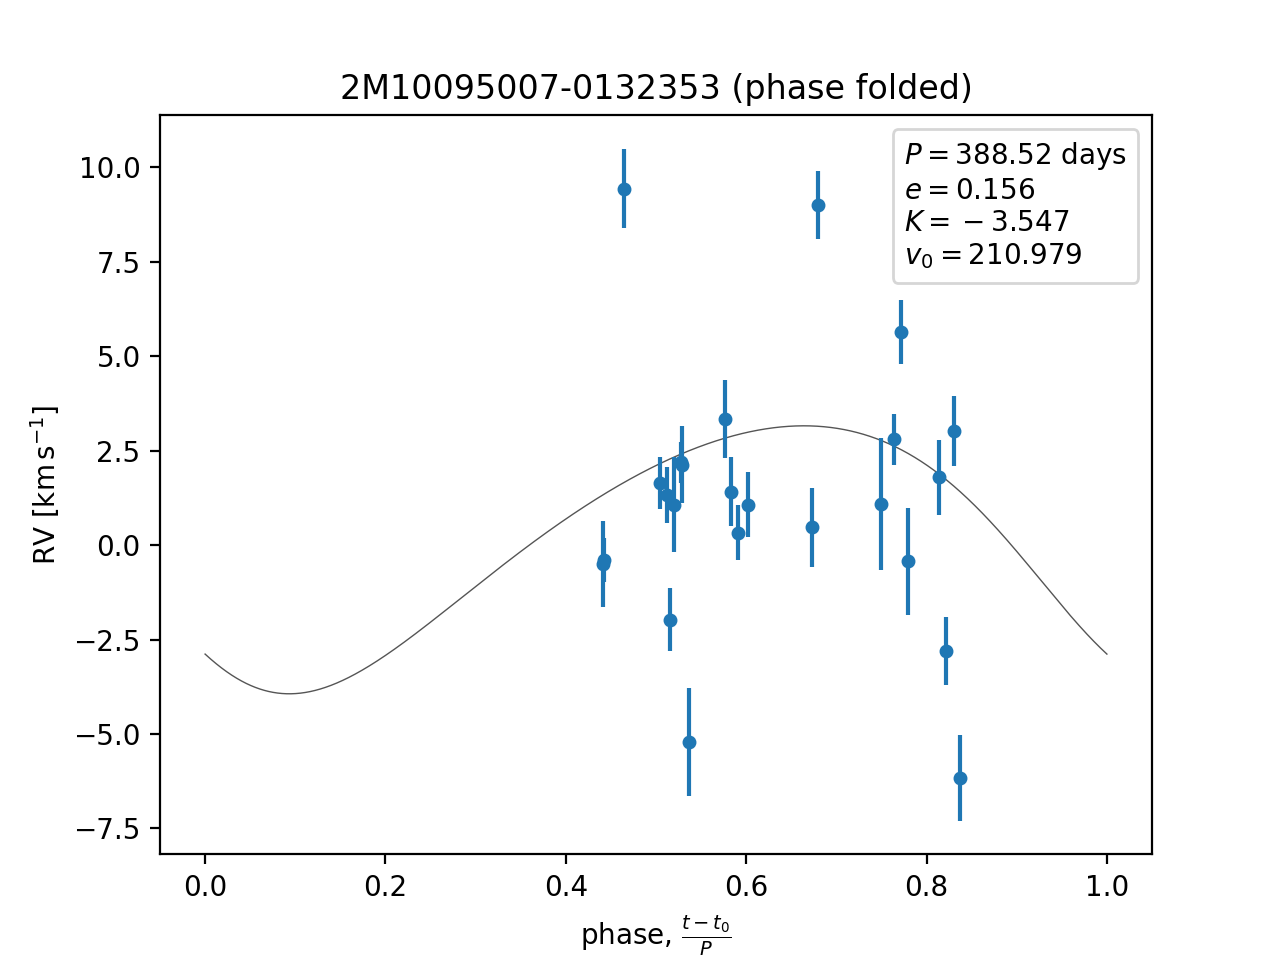 2M10095007-0132353 (phase folded)
P = 388.52 days
e = 0.156
K = −3.547
v₀ = 210.979
10.0
7.5
5.0
2.5
0.0
−2.5
−5.0
−7.5
RV [km s⁻¹]
0.0 0.2 0.4 0.6 0.8 1.0
phase, (t − t₀)/P